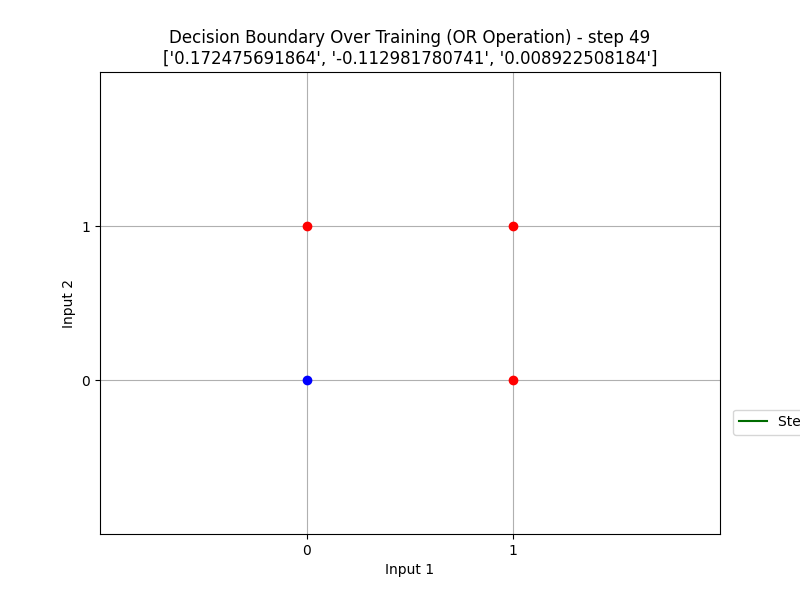 Decision Boundary Over Training (OR Operation) - step 49
['0.172475691864', '-0.112981780741', '0.008922508184']
1
Input 2
0
Ste
0
1
Input 1